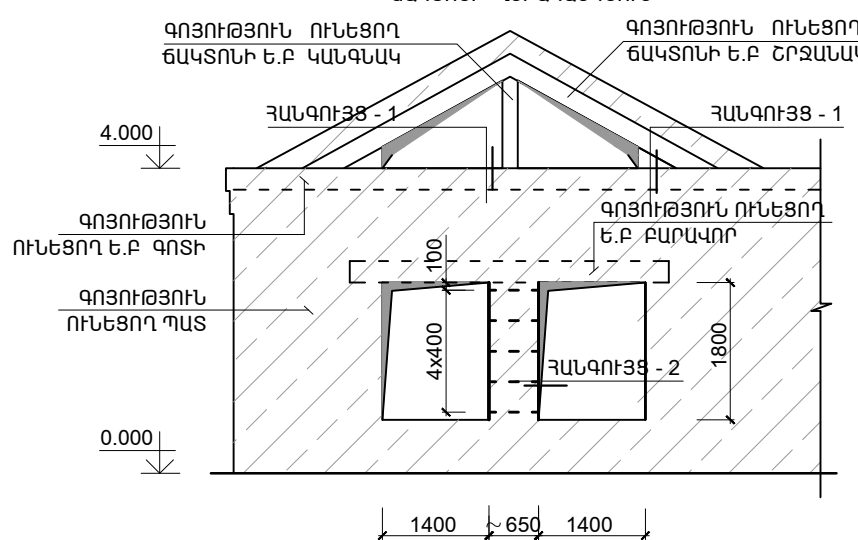 ԳՈՅՈՒԹՅՈՒՆ ՈՒՆԵՑՈՂ
ՃԱԿՏՈՆԻ Ե.Բ ԿԱՆԳՆԱԿ
ԳՈՅՈՒԹՅՈՒՆ ՈՒՆԵՑՈՂ
ՃԱԿՏՈՆԻ Ե.Բ ՇՐՋԱՆԱԿ
ՀԱՆԳՈՒՅՑ - 1
ՀԱՆԳՈՒՅՑ - 1
4.000
ԳՈՅՈՒԹՅՈՒՆ
ՈՒՆԵՑՈՂ Ե.Բ ԳՈՏԻ
ԳՈՅՈՒԹՅՈՒՆ ՈՒՆԵՑՈՂ
Ե.Բ ԲԱՐԱՎՈՐ
100
ԳՈՅՈՒԹՅՈՒՆ
ՈՒՆԵՑՈՂ ՊԱՏ
4x400
1800
ՀԱՆԳՈՒՅՑ - 2
0.000
1400
~ 650
1400